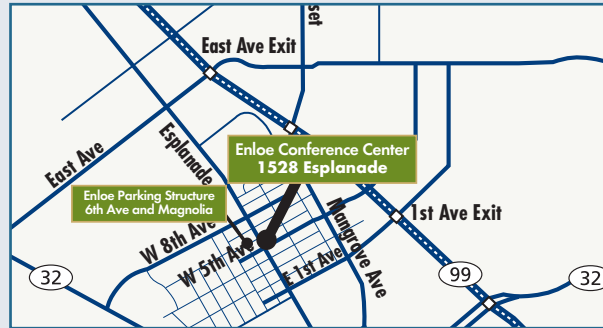 set
East Ave Exit
Enloe Conference Center
1528 Esplanade
Esplanade
East Ave
Enloe Parking Structure
6th Ave and Magnolia
W 8th Ave
W 5th Ave
E 1st Ave
Mangrove Ave
1st Ave Exit
32
99
32